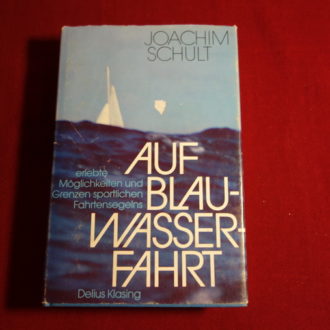 JOACHIM
SCHULT
AUF
BLAU-
WASSER-
FAHRT
erlebte
Möglichkeiten und
Grenzen sportlichen
Fahrtensegelns
Delius Klasing